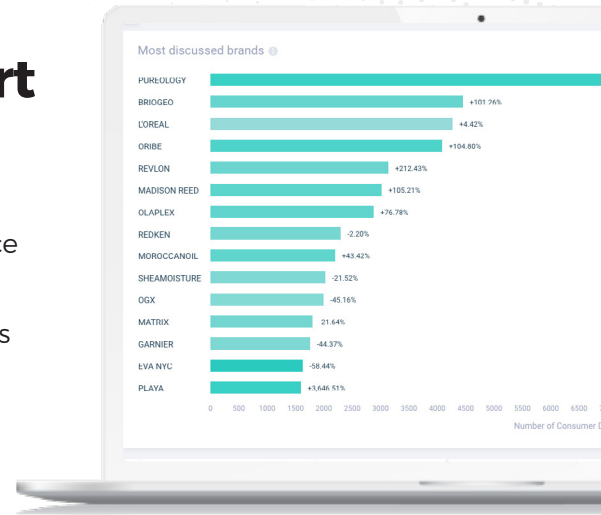 rt
ce
s
Most discussed brands
PUREOLOGY
BRIOGEO +101.26%
L'OREAL +4.42%
ORIBE +104.80%
REVLON +212.43%
MADISON REED +105.21%
OLAPLEX +76.78%
REDKEN -2.20%
MOROCCANOIL +43.42%
SHEAMOISTURE -21.52%
OGX -45.16%
MATRIX 21.64%
GARNIER -44.37%
EVA NYC -58.44%
PLAYA +3,646.51%
0 500 1000 1500 2000 2500 3000 3500 4000 4500 5000 5500 6000 6500
Number of Consumer